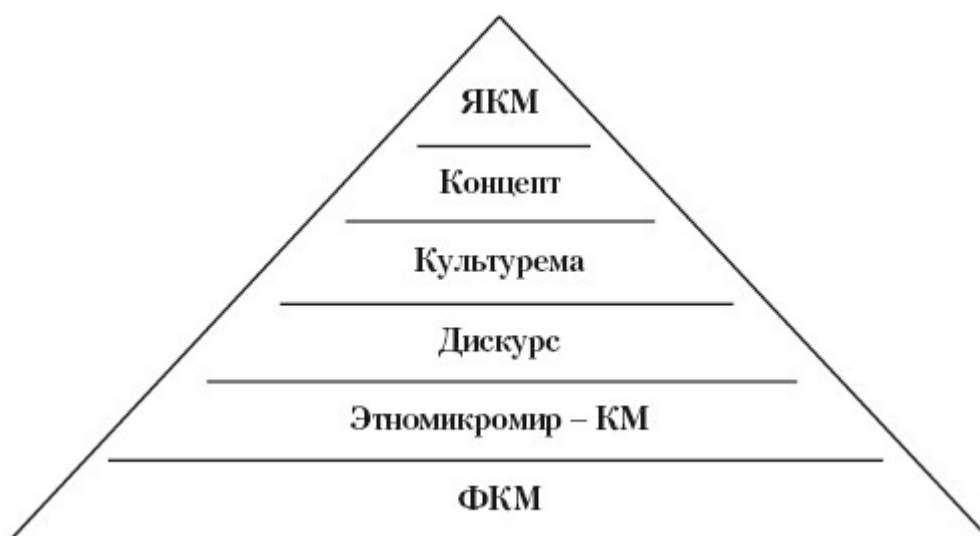 ЯКМ
Концепт
Культурема
Дискурс
Этномикромир – КМ
ФКМ